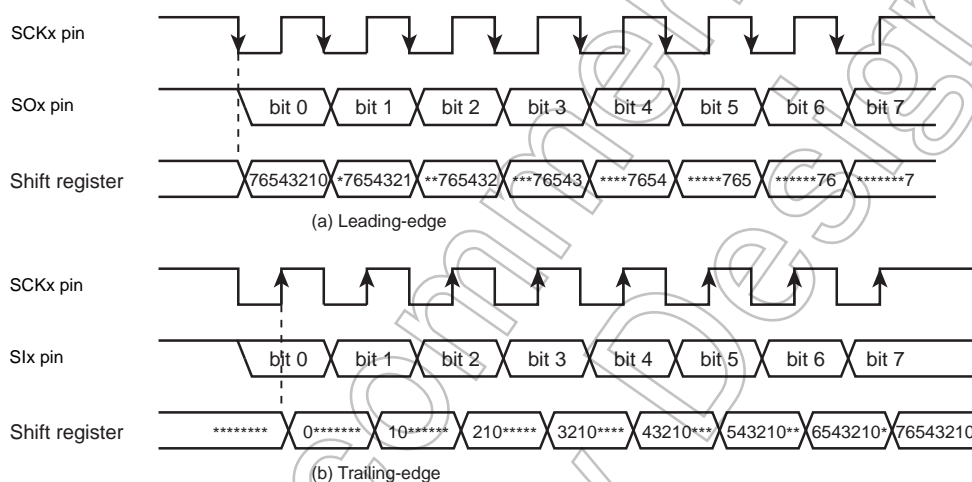 SCKx pin
SOx pin bit 0 bit 1 bit 2 bit 3 bit 4 bit 5 bit 6 bit 7
Shift register 76543210 *7654321 **765432 ***76543 ****7654 *****765 ******76 *******7
(a) Leading-edge
SCKx pin
SIx pin bit 0 bit 1 bit 2 bit 3 bit 4 bit 5 bit 6 bit 7
Shift register ******** 0******* 10****** 210***** 3210**** 43210*** 543210** 6543210* 76543210
(b) Trailing-edge